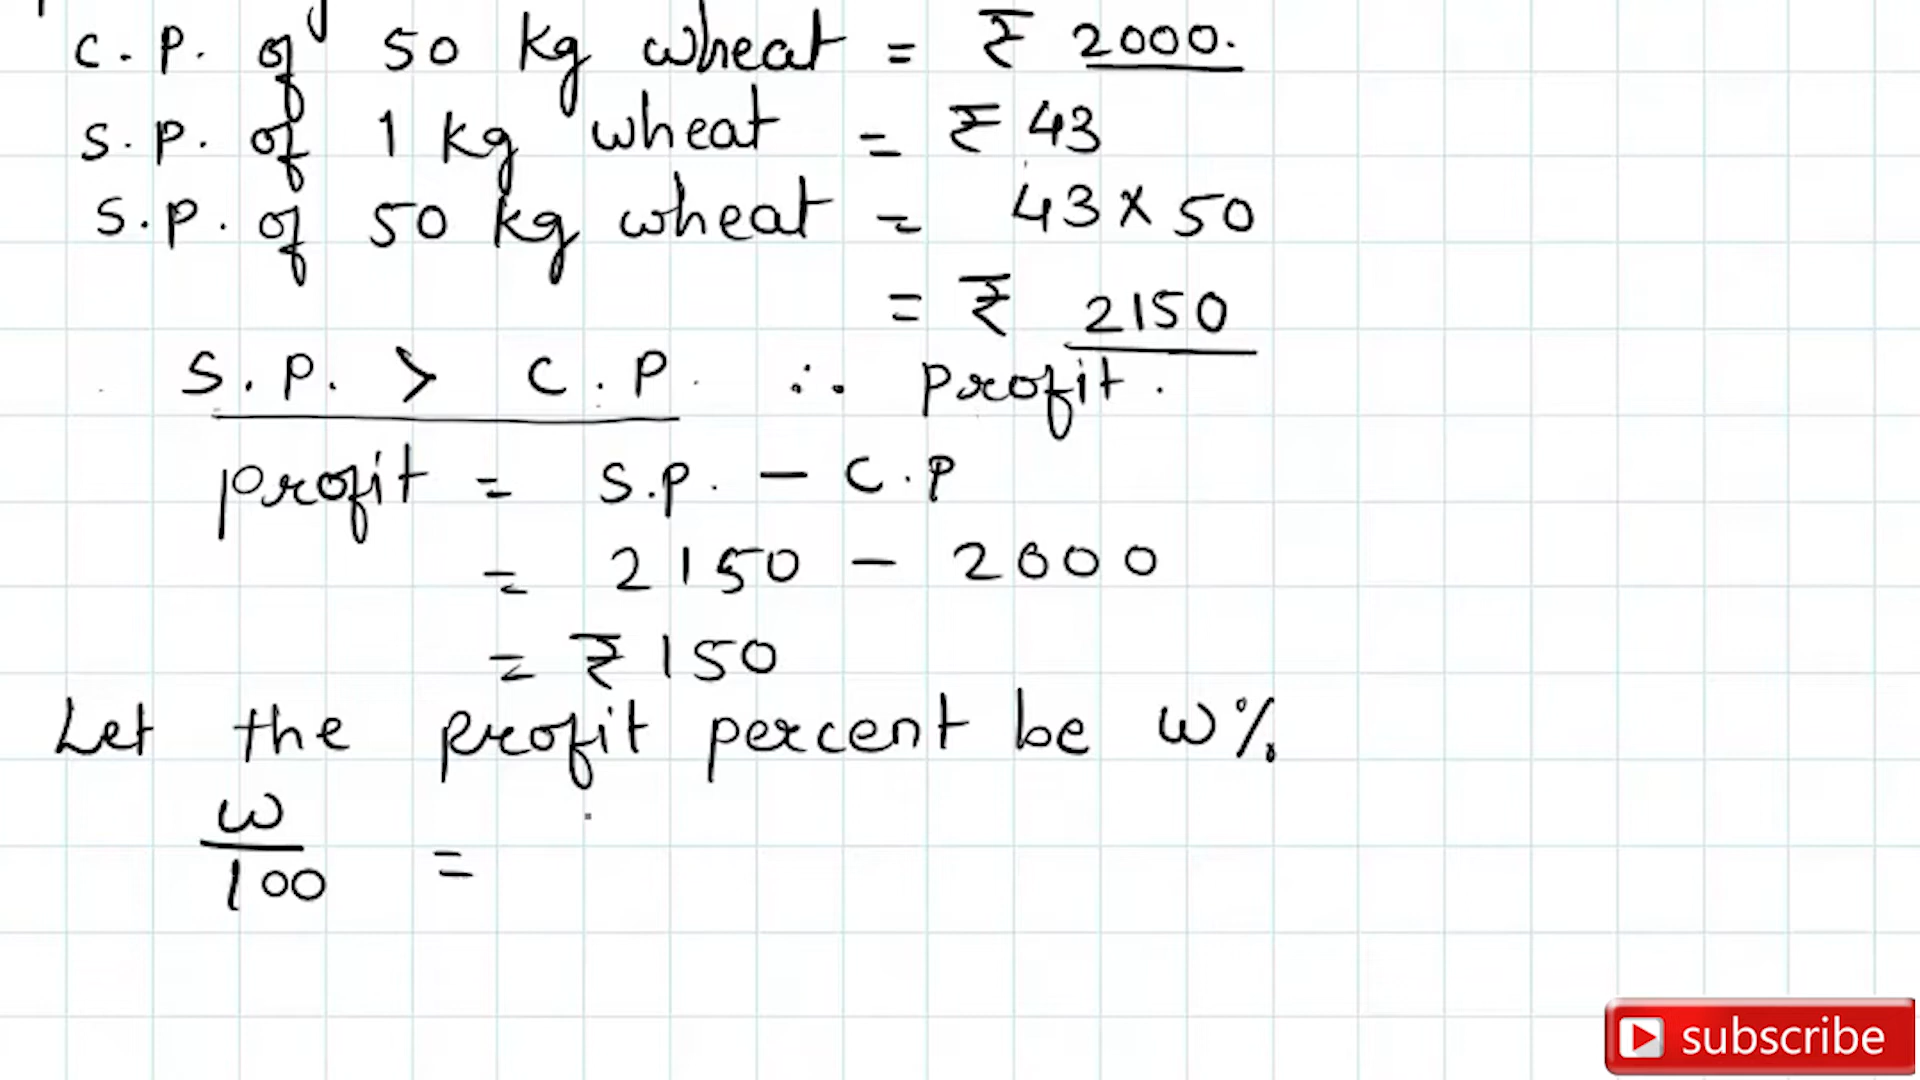 C.P. of 50 kg wheat = ₹ 2000.
S.P. of 1 kg wheat = ₹ 43
S.P. of 50 kg wheat = 43 × 50
= ₹ 2150
S.P. > C.P. ∴ profit.
profit = S.P. - C.P
= 2150 - 2000
= ₹ 150
Let the profit percent be w%
w
100 =
subscribe